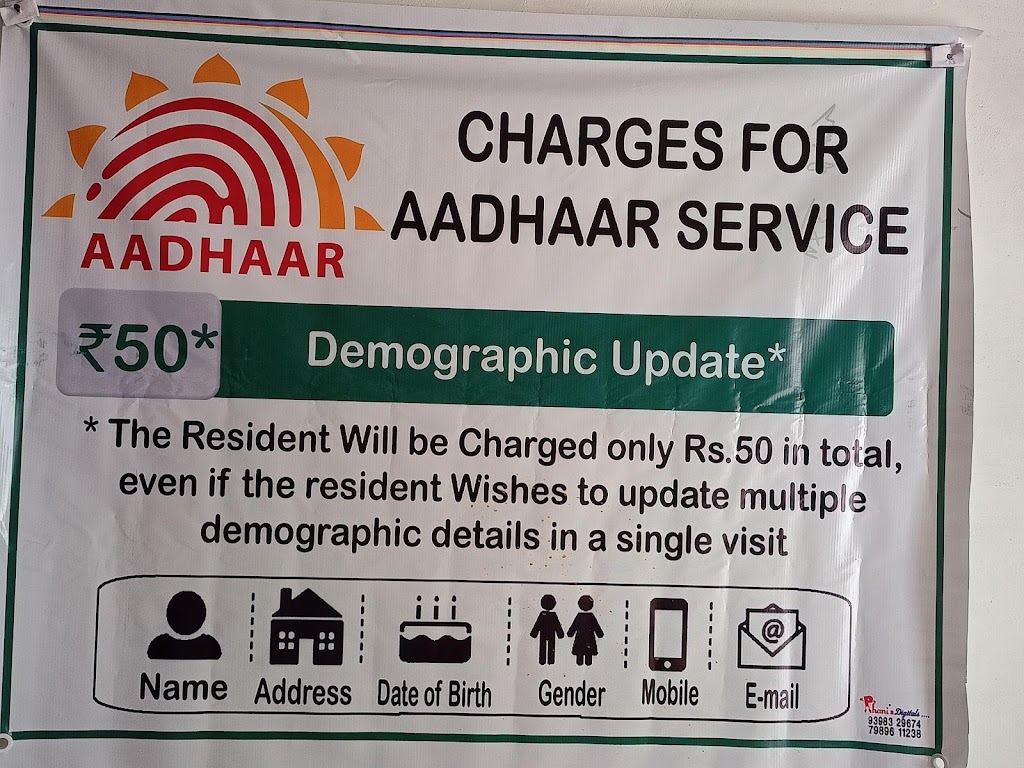 CHARGES FOR
AADHAAR SERVICE
AADHAAR
₹50* Demographic Update*
* The Resident Will be Charged only Rs.50 in total,
even if the resident Wishes to update multiple
demographic details in a single visit
Name Address Date of Birth Gender Mobile E-mail
@
Phani's Digitals....
93983 29674
79896 11238